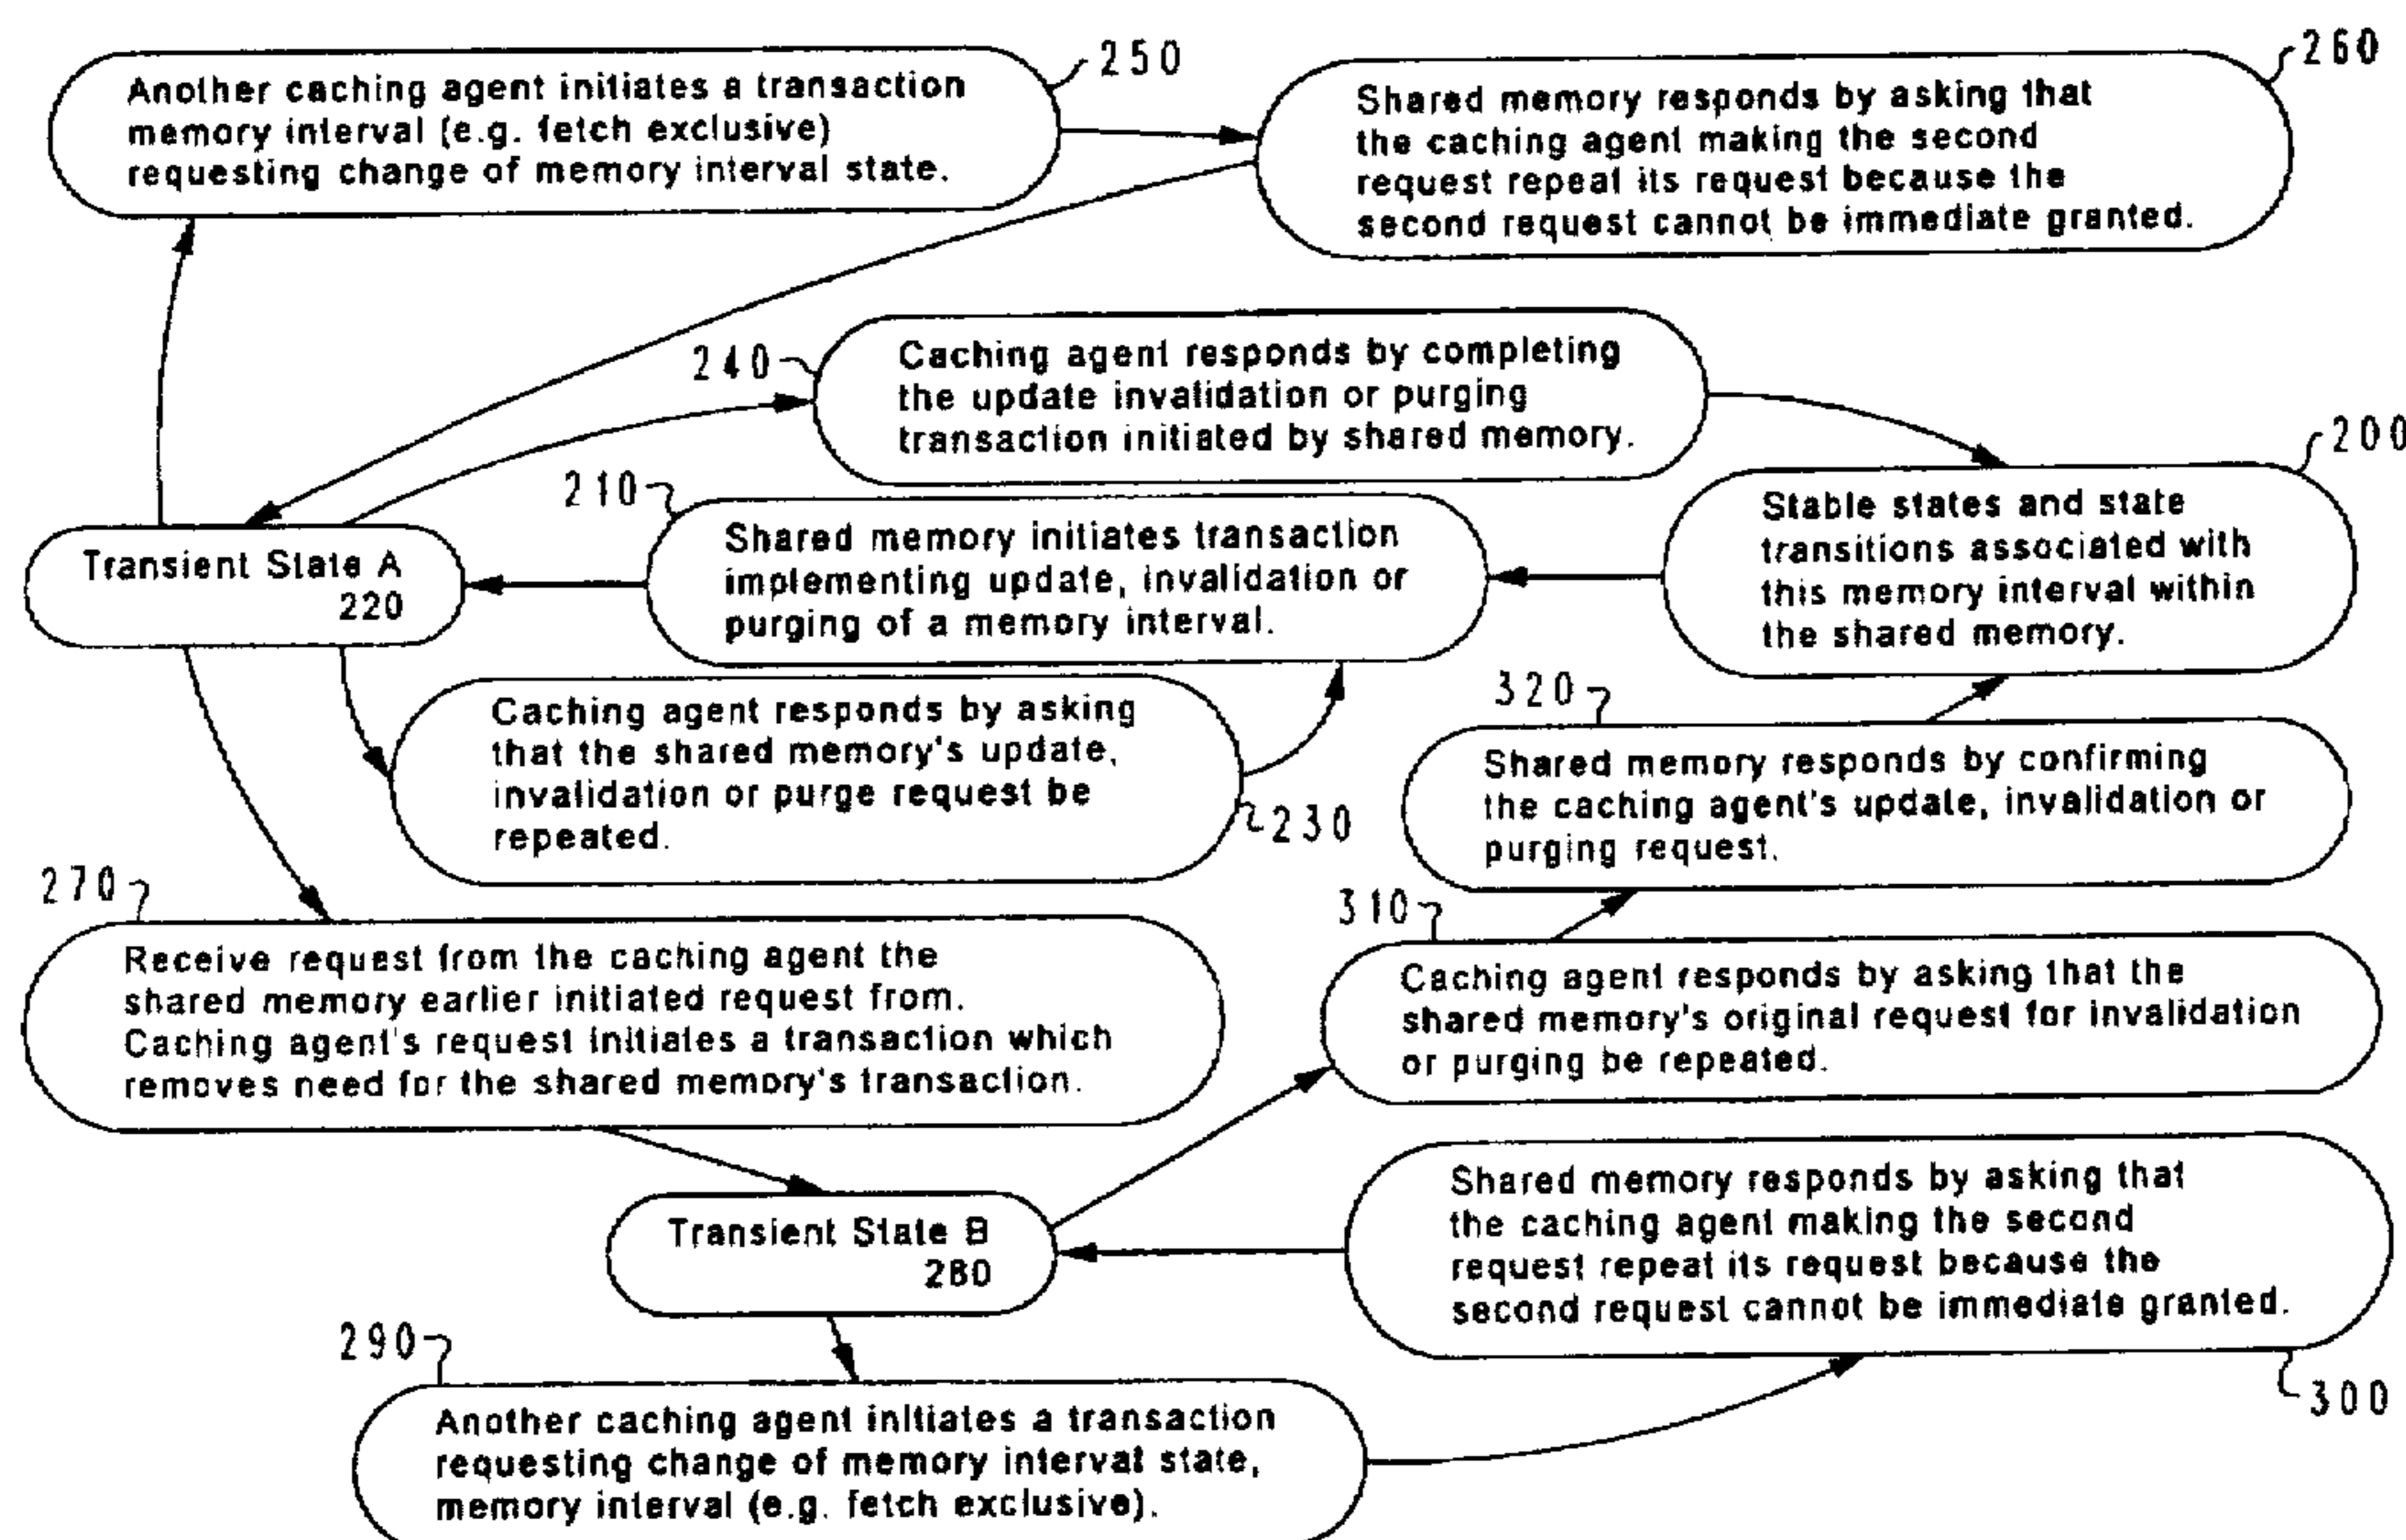 250
Another caching agent initiates a transaction
memory interval (e.g. fetch exclusive)
requesting change of memory interval state.
260
Shared memory responds by asking that
the caching agent making the second
request repeat its request because the
second request cannot be immediate granted.
240
Caching agent responds by completing
the update invalidation or purging
transaction initiated by shared memory.
200
Stable states and state
transitions associated with
this memory interval within
the shared memory.
210
Shared memory initiates transaction
implementing update, invalidation or
purging of a memory interval.
Transient State A
220
Caching agent responds by asking
that the shared memory's update,
invalidation or purge request be
repeated.
230
320
Shared memory responds by confirming
the caching agent's update, invalidation or
purging request.
270
Receive request from the caching agent the
shared memory earlier initiated request from.
Caching agent's request initiates a transaction which
removes need for the shared memory's transaction.
310
Caching agent responds by asking that the
shared memory's original request for invalidation
or purging be repeated.
Transient State B
280
Shared memory responds by asking that
the caching agent making the second
request repeat its request because the
second request cannot be immediate granted.
300
290
Another caching agent initiates a transaction
requesting change of memory interval state,
memory interval (e.g. fetch exclusive).